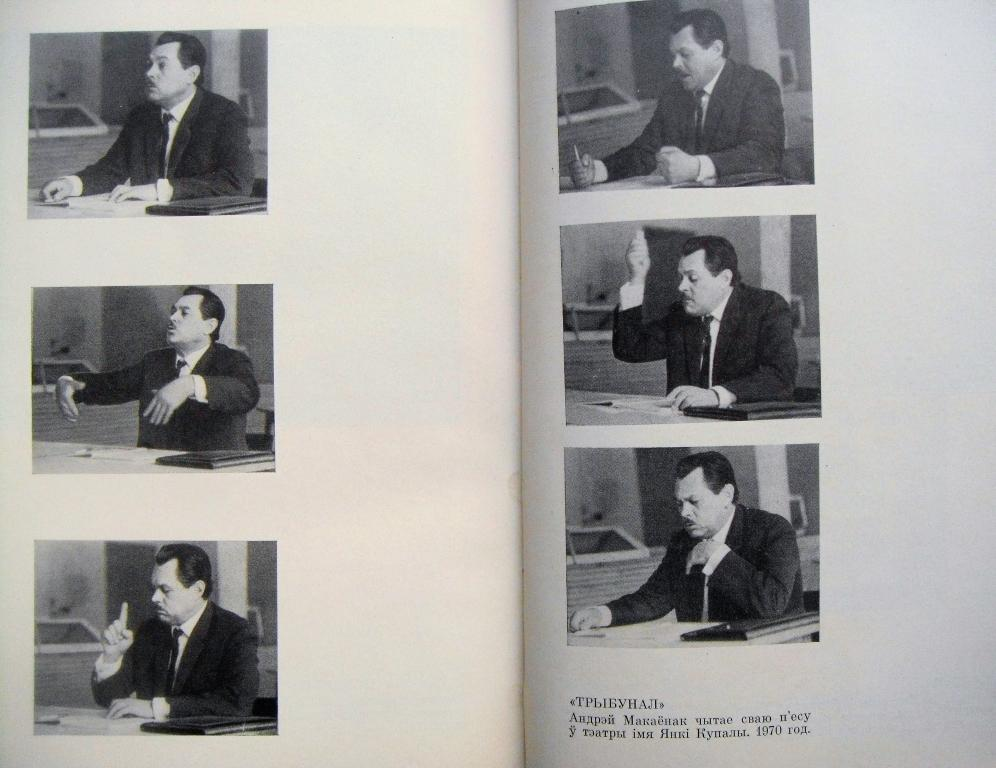 «ТРЫБУНАЛ»
Андрэй Макаёнак чытае сваю п'есу
ў тэатры імя Янкі Купалы. 1970 год.